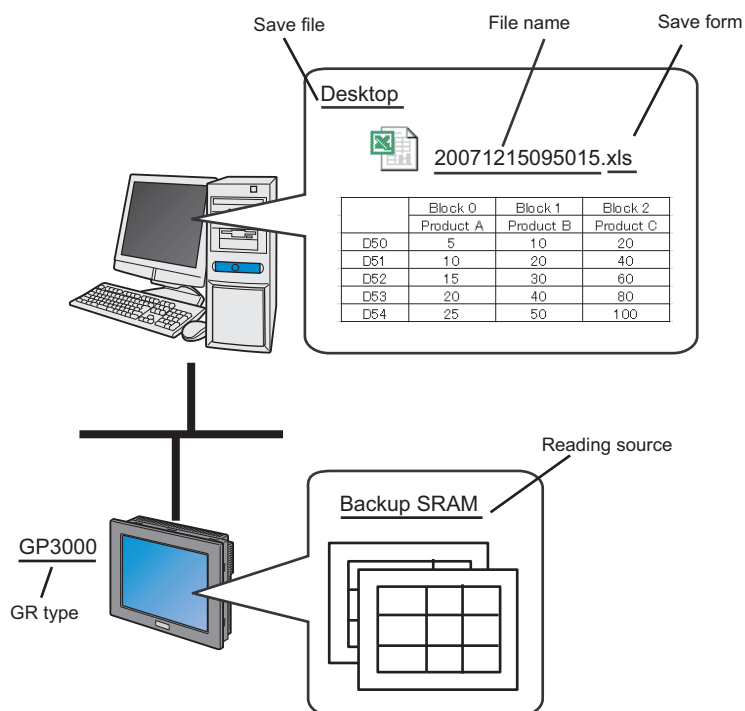 Save file
File name
Save form
Desktop
20071215095015.xls
Block 0 Block 1 Block 2
Product A Product B Product C
D50 5 10 20
D51 10 20 40
D52 15 30 60
D53 20 40 80
D54 25 50 100
Reading source
Backup SRAM
GP3000
GR type